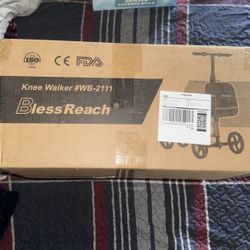 ISO
CE FDA
Knee Walker #WB-2111
BlessReach®